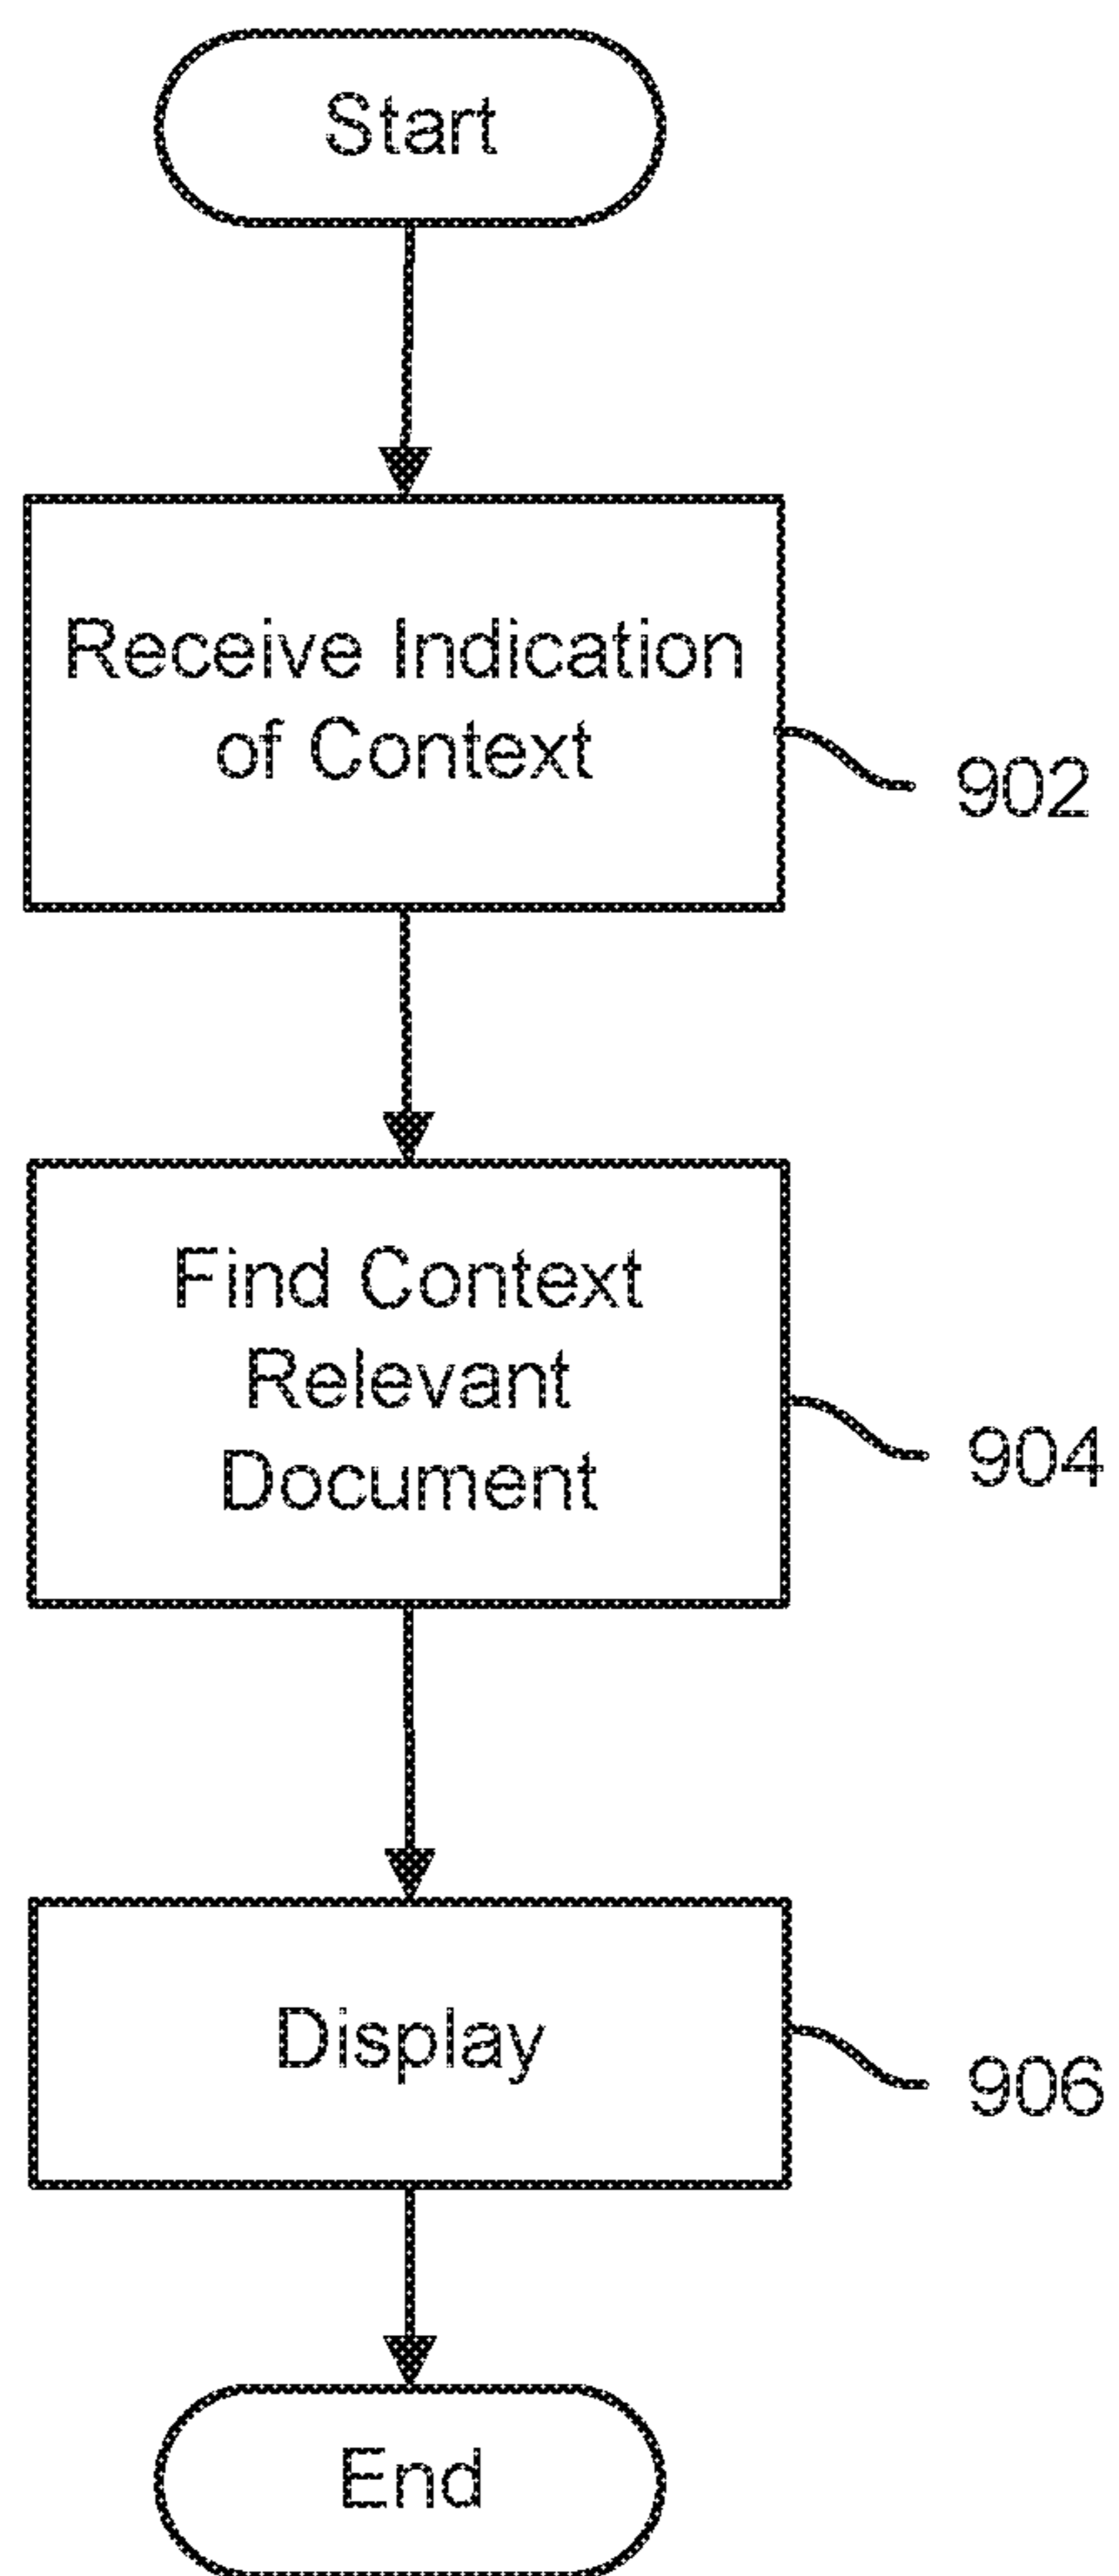 Start
Receive Indication
of Context
902
Find Context
Relevant
Document
904
Display
906
End